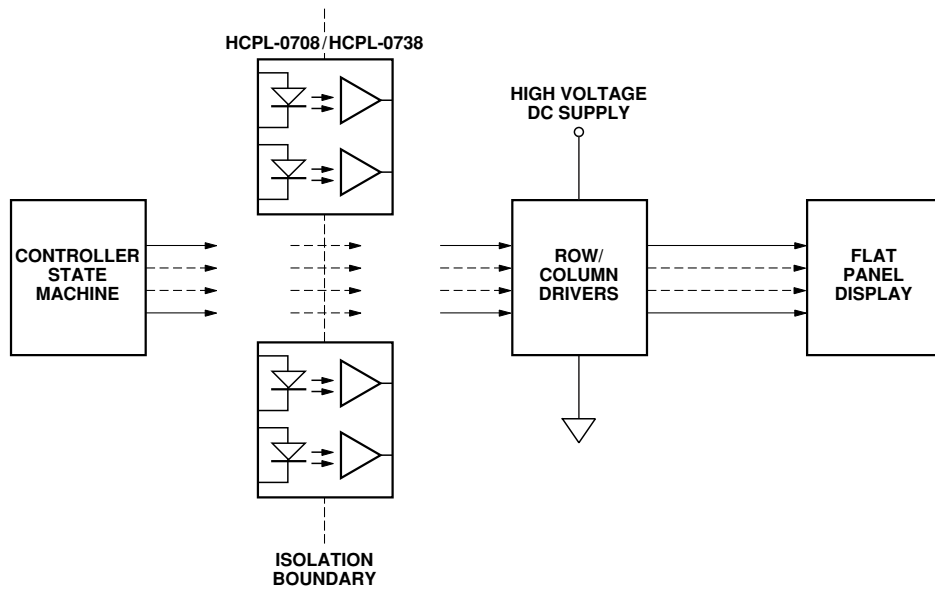 HCPL-0708/HCPL-0738
HIGH VOLTAGE
DC SUPPLY
CONTROLLER
STATE
MACHINE
ROW/
COLUMN
DRIVERS
FLAT
PANEL
DISPLAY
ISOLATION
BOUNDARY